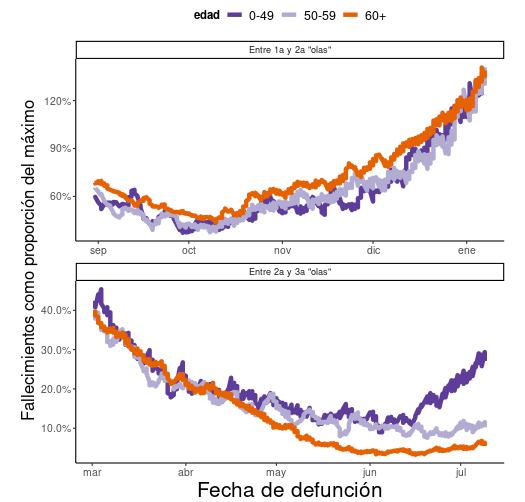 edad 0-49 50-59 60+
Entre 1a y 2a "olas"
120%
90%
60%
sep oct nov dic ene
Entre 2a y 3a "olas"
40.0%
30.0%
20.0%
10.0%
mar abr may jun jul
Fallecimientos como proporción del máximo
Fecha de defunción